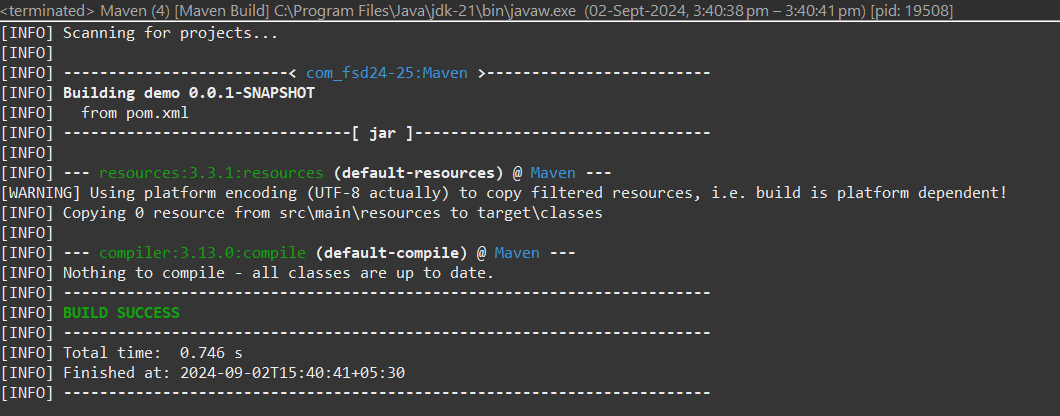 <terminated> Maven (4) [Maven Build] C:\Program Files\Java\jdk-21\bin\javaw.exe (02-Sept-2024, 3:40:38 pm – 3:40:41 pm) [pid: 19508]
[INFO] Scanning for projects...
[INFO]
[INFO] -------------------------< com_fsd24-25:Maven >-------------------------
[INFO] Building demo 0.0.1-SNAPSHOT
[INFO]   from pom.xml
[INFO] --------------------------------[ jar ]---------------------------------
[INFO]
[INFO] --- resources:3.3.1:resources (default-resources) @ Maven ---
[WARNING] Using platform encoding (UTF-8 actually) to copy filtered resources, i.e. build is platform dependent!
[INFO] Copying 0 resource from src\main\resources to target\classes
[INFO]
[INFO] --- compiler:3.13.0:compile (default-compile) @ Maven ---
[INFO] Nothing to compile - all classes are up to date.
[INFO] ------------------------------------------------------------------------
[INFO] BUILD SUCCESS
[INFO] ------------------------------------------------------------------------
[INFO] Total time:  0.746 s
[INFO] Finished at: 2024-09-02T15:40:41+05:30
[INFO] ------------------------------------------------------------------------